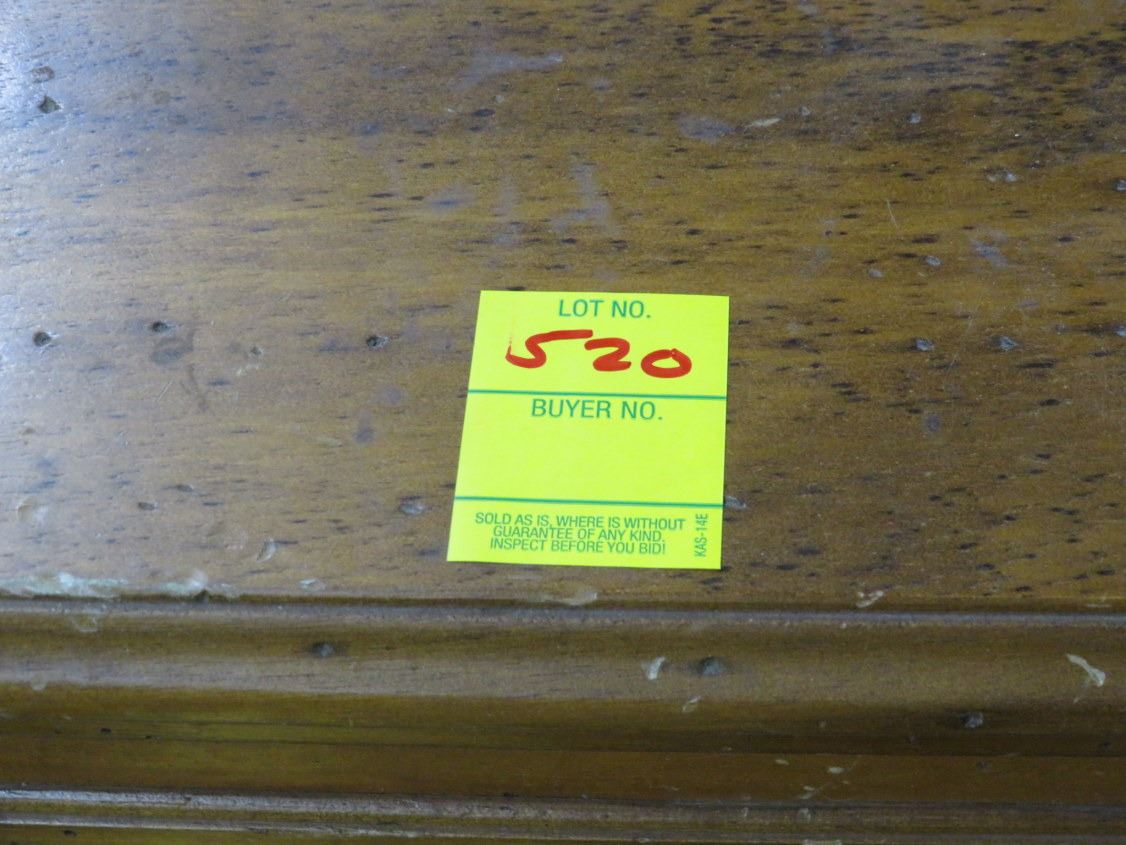 LOT NO.
520
BUYER NO.
SOLD AS IS, WHERE IS WITHOUT
GUARANTEE OF ANY KIND.
INSPECT BEFORE YOU BID!
KAS-14E